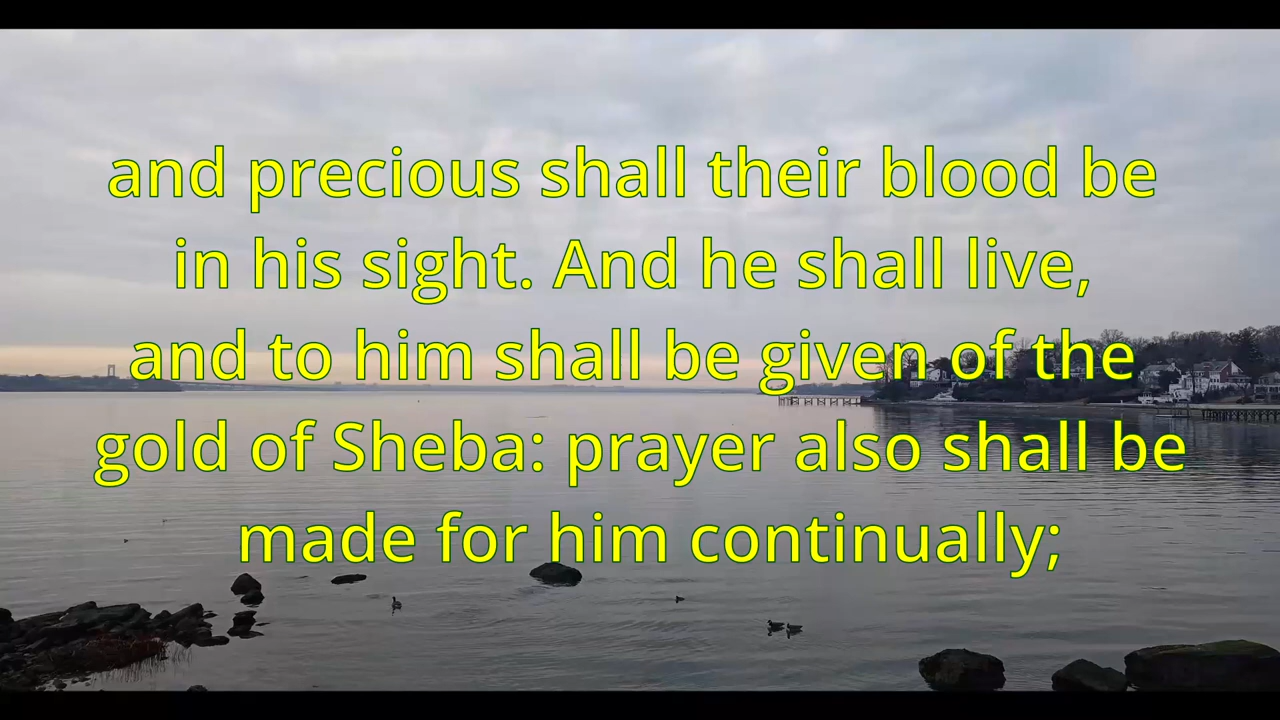 and precious shall their blood be
in his sight. And he shall live,
and to him shall be given of the
gold of Sheba: prayer also shall be
made for him continually;